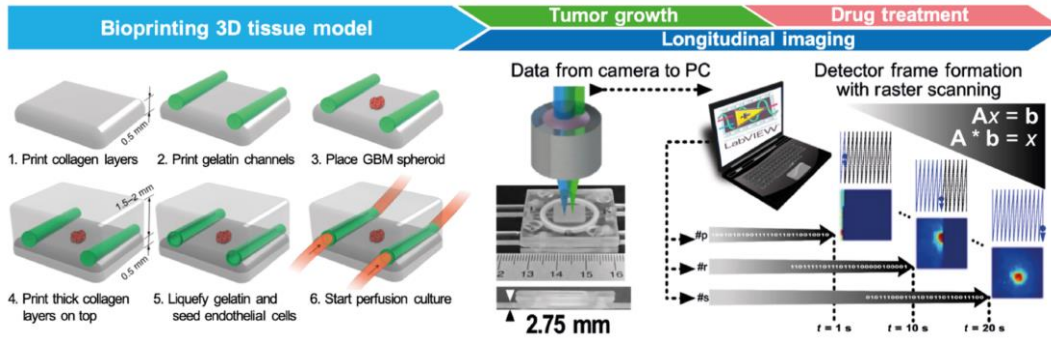 Bioprinting 3D tissue model
Tumor growth
Drug treatment
Longitudinal imaging
0.5 mm
1. Print collagen layers
2. Print gelatin channels
3. Place GBM spheroid
1.5–2 mm
0.5 mm
4. Print thick collagen
layers on top
5. Liquefy gelatin and
seed endothelial cells
6. Start perfusion culture
Data from camera to PC
LabVIEW
12 13 14 15 16
2.75 mm
Detector frame formation
with raster scanning
Ax = b
A * b = x
#p
#r
#s
t = 1 s
t = 10 s
t = 20 s